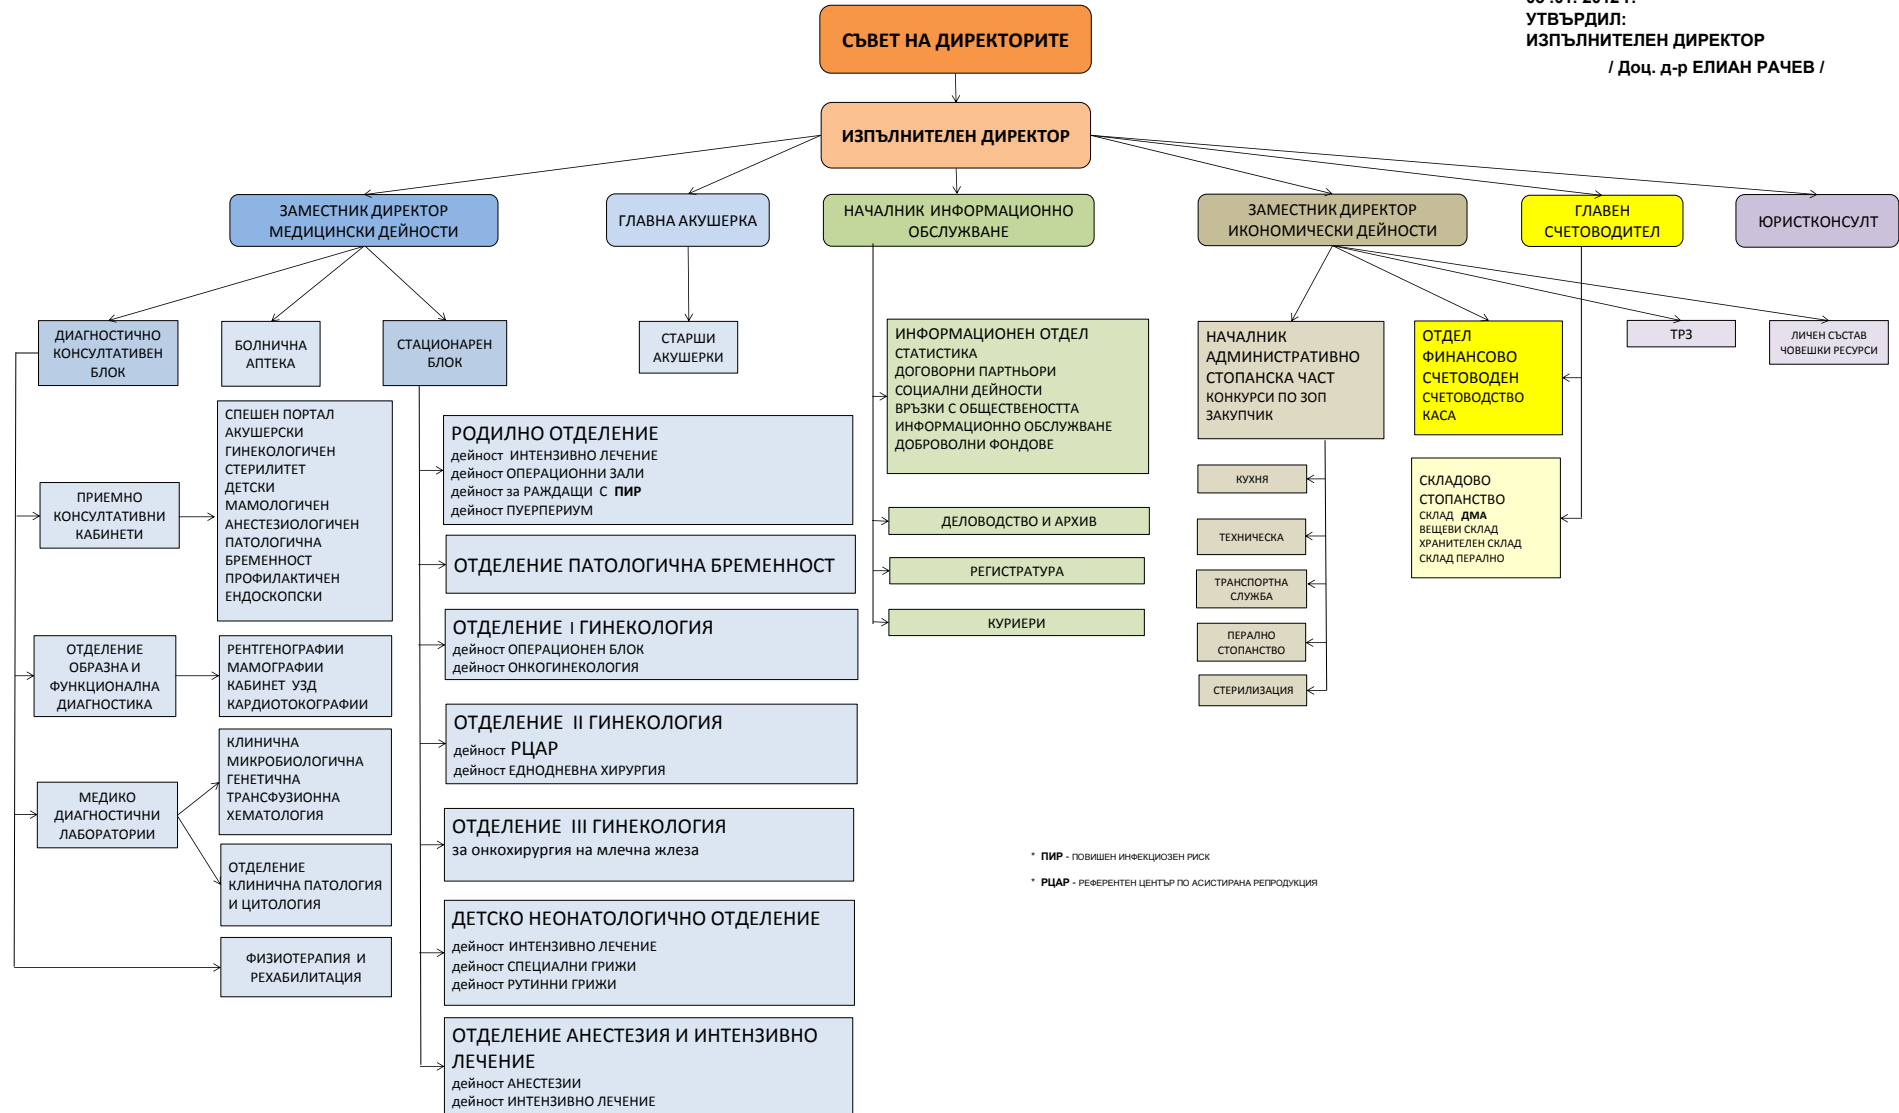 УТВЪРДИЛ:
ИЗПЪЛНИТЕЛЕН ДИРЕКТОР
/ Доц. д-р ЕЛИАН РАЧЕВ /
СЪВЕТ НА ДИРЕКТОРИТЕ
ИЗПЪЛНИТЕЛЕН ДИРЕКТОР
ЗАМЕСТНИК ДИРЕКТОР
МЕДИЦИНСКИ ДЕЙНОСТИ
ГЛАВНА АКУШЕРКА
НАЧАЛНИК ИНФОРМАЦИОННО
ОБСЛУЖВАНЕ
ЗАМЕСТНИК ДИРЕКТОР
ИКОНОМИЧЕСКИ ДЕЙНОСТИ
ГЛАВЕН
СЧЕТОВОДИТЕЛ
ЮРИСТКОНСУЛТ
ДИАГНОСТИЧНО
КОНСУЛТАТИВЕН
БЛОК
БОЛНИЧНА
АПТЕКА
СТАЦИОНАРЕН
БЛОК
СТАРШИ
АКУШЕРКИ
ИНФОРМАЦИОНЕН ОТДЕЛ
СТАТИСТИКА
ДОГОВОРНИ ПАРТНЬОРИ
СОЦИАЛНИ ДЕЙНОСТИ
ВРЪЗКИ С ОБЩЕСТВЕНОСТТА
ИНФОРМАЦИОННО ОБСЛУЖВАНЕ
ДОБРОВОЛНИ ФОНДОВЕ
НАЧАЛНИК
АДМИНИСТРАТИВНО
СТОПАНСКА ЧАСТ
КОНКУРСИ ПО ЗОП
ЗАКУПЧИК
ОТДЕЛ
ФИНАНСОВО
СЧЕТОВОДЕН
СЧЕТОВОДСТВО
КАСА
ТРЗ
ЛИЧЕН СЪСТАВ
ЧОВЕШКИ РЕСУРСИ
ПРИЕМНО
КОНСУЛТАТИВНИ
КАБИНЕТИ
СПЕШЕН ПОРТАЛ
АКУШЕРСКИ
ГИНЕКОЛОГИЧЕН
СТЕРИЛИТЕТ
ДЕТСКИ
МАМОЛОГИЧЕН
АНЕСТЕЗИОЛОГИЧЕН
ПАТОЛОГИЧНА
БРЕМЕННОСТ
ПРОФИЛАКТИЧЕН
ЕНДОСКОПСКИ
РОДИЛНО ОТДЕЛЕНИЕ
дейност ИНТЕНЗИВНО ЛЕЧЕНИЕ
дейност ОПЕРАЦИОННИ ЗАЛИ
дейност за РАЖДАЩИ С ПИР
дейност ПУЕРПЕРИУМ
ОТДЕЛЕНИЕ ПАТОЛОГИЧНА БРЕМЕННОСТ
ДЕЛОВОДСТВО И АРХИВ
РЕГИСТРАТУРА
КУРИЕРИ
КУХНЯ
ТЕХНИЧЕСКА
ТРАНСПОРТНА
СЛУЖБА
ПЕРАЛНО
СТОПАНСТВО
СТЕРИЛИЗАЦИЯ
СКЛАДОВО
СТОПАНСТВО
СКЛАД ДМА
ВЕЩЕВИ СКЛАД
ХРАНИТЕЛЕН СКЛАД
СКЛАД ПЕРАЛНО
ОТДЕЛЕНИЕ
ОБРАЗНА И
ФУНКЦИОНАЛНА
ДИАГНОСТИКА
РЕНТГЕНОГРАФИИ
МАМОГРАФИИ
КАБИНЕТ УЗД
КАРДИОТОКОГРАФИИ
ОТДЕЛЕНИЕ I ГИНЕКОЛОГИЯ
дейност ОПЕРАЦИОНЕН БЛОК
дейност ОНКОГИНЕКОЛОГИЯ
ОТДЕЛЕНИЕ II ГИНЕКОЛОГИЯ
дейност РЦАР
дейност ЕДНОДНЕВНА ХИРУРГИЯ
МЕДИКО
ДИАГНОСТИЧНИ
ЛАБОРАТОРИИ
КЛИНИЧНА
МИКРОБИОЛОГИЧНА
ГЕНЕТИЧНА
ТРАНСФУЗИОННА
ХЕМАТОЛОГИЯ
ОТДЕЛЕНИЕ
КЛИНИЧНА ПАТОЛОГИЯ
И ЦИТОЛОГИЯ
ОТДЕЛЕНИЕ III ГИНЕКОЛОГИЯ
за онкохирургия на млечна жлеза
* ПИР - ПОВИШЕН ИНФЕКЦИОЗЕН РИСК
* РЦАР - РЕФЕРЕНТЕН ЦЕНТЪР ПО АСИСТИРАНА РЕПРОДУКЦИЯ
ФИЗИОТЕРАПИЯ И
РЕХАБИЛИТАЦИЯ
ДЕТСКО НЕОНАТОЛОГИЧНО ОТДЕЛЕНИЕ
дейност ИНТЕНЗИВНО ЛЕЧЕНИЕ
дейност СПЕЦИАЛНИ ГРИЖИ
дейност РУТИННИ ГРИЖИ
ОТДЕЛЕНИЕ АНЕСТЕЗИЯ И ИНТЕНЗИВНО
ЛЕЧЕНИЕ
дейност АНЕСТЕЗИИ
дейност ИНТЕНЗИВНО ЛЕЧЕНИЕ